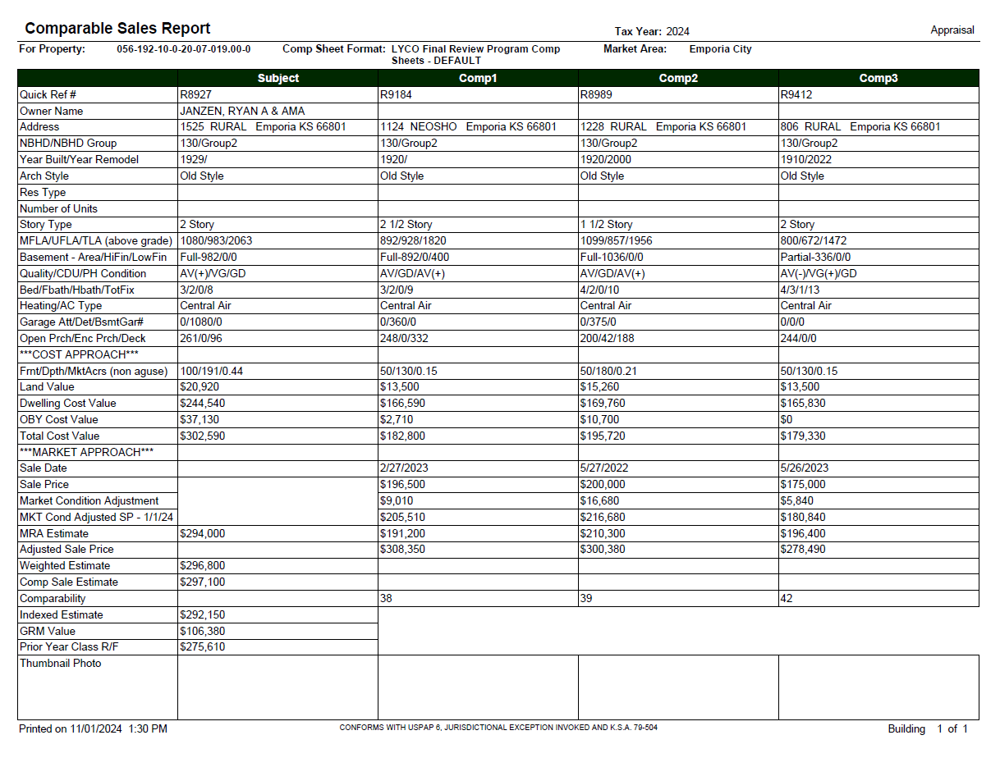 Comparable Sales Report
Tax Year: 2024
Appraisal
For Property: 056-192-10-0-20-07-019.00-0 Comp Sheet Format: LYCO Final Review Program Comp Market Area: Emporia City
Sheets - DEFAULT
Subject Comp1 Comp2 Comp3
Quick Ref # R8927 R9184 R8989 R9412
Owner Name JANZEN, RYAN A & AMA
Address 1525 RURAL Emporia KS 66801 1124 NEOSHO Emporia KS 66801 1228 RURAL Emporia KS 66801 806 RURAL Emporia KS 66801
NBHD/NBHD Group 130/Group2 130/Group2 130/Group2 130/Group2
Year Built/Year Remodel 1929/ 1920/ 1920/2000 1910/2022
Arch Style Old Style Old Style Old Style Old Style
Res Type
Number of Units
Story Type 2 Story 2 1/2 Story 1 1/2 Story 2 Story
MFLA/UFLA/TLA (above grade) 1080/983/2063 892/928/1820 1099/857/1956 800/672/1472
Basement - Area/HiFin/LowFin Full-982/0/0 Full-892/0/400 Full-1036/0/0 Partial-336/0/0
Quality/CDU/PH Condition AV(+)/VG/GD AV/GD/AV(+) AV/GD/AV(+) AV(-)/VG(+)/GD
Bed/Fbath/Hbath/TotFix 3/2/0/8 3/2/0/9 4/2/0/10 4/3/1/13
Heating/AC Type Central Air Central Air Central Air Central Air
Garage Att/Det/BsmtGar# 0/1080/0 0/360/0 0/375/0 0/0/0
Open Prch/Enc Prch/Deck 261/0/96 248/0/332 200/42/188 244/0/0
***COST APPROACH***
Frnt/Dpth/MktAcrs (non aguse) 100/191/0.44 50/130/0.15 50/180/0.21 50/130/0.15
Land Value $20,920 $13,500 $15,260 $13,500
Dwelling Cost Value $244,540 $166,590 $169,760 $165,830
OBY Cost Value $37,130 $2,710 $10,700 $0
Total Cost Value $302,590 $182,800 $195,720 $179,330
***MARKET APPROACH***
Sale Date 2/27/2023 5/27/2022 5/26/2023
Sale Price $196,500 $200,000 $175,000
Market Condition Adjustment $9,010 $16,680 $5,840
MKT Cond Adjusted SP - 1/1/24 $205,510 $216,680 $180,840
MRA Estimate $294,000 $191,200 $210,300 $196,400
Adjusted Sale Price $308,350 $300,380 $278,490
Weighted Estimate $296,800
Comp Sale Estimate $297,100
Comparability 38 39 42
Indexed Estimate $292,150
GRM Value $106,380
Prior Year Class R/F $275,610
Thumbnail Photo
Printed on 11/01/2024 1:30 PM CONFORMS WITH USPAP 6, JURISDICTIONAL EXCEPTION INVOKED AND K.S.A. 79-504 Building 1 of 1